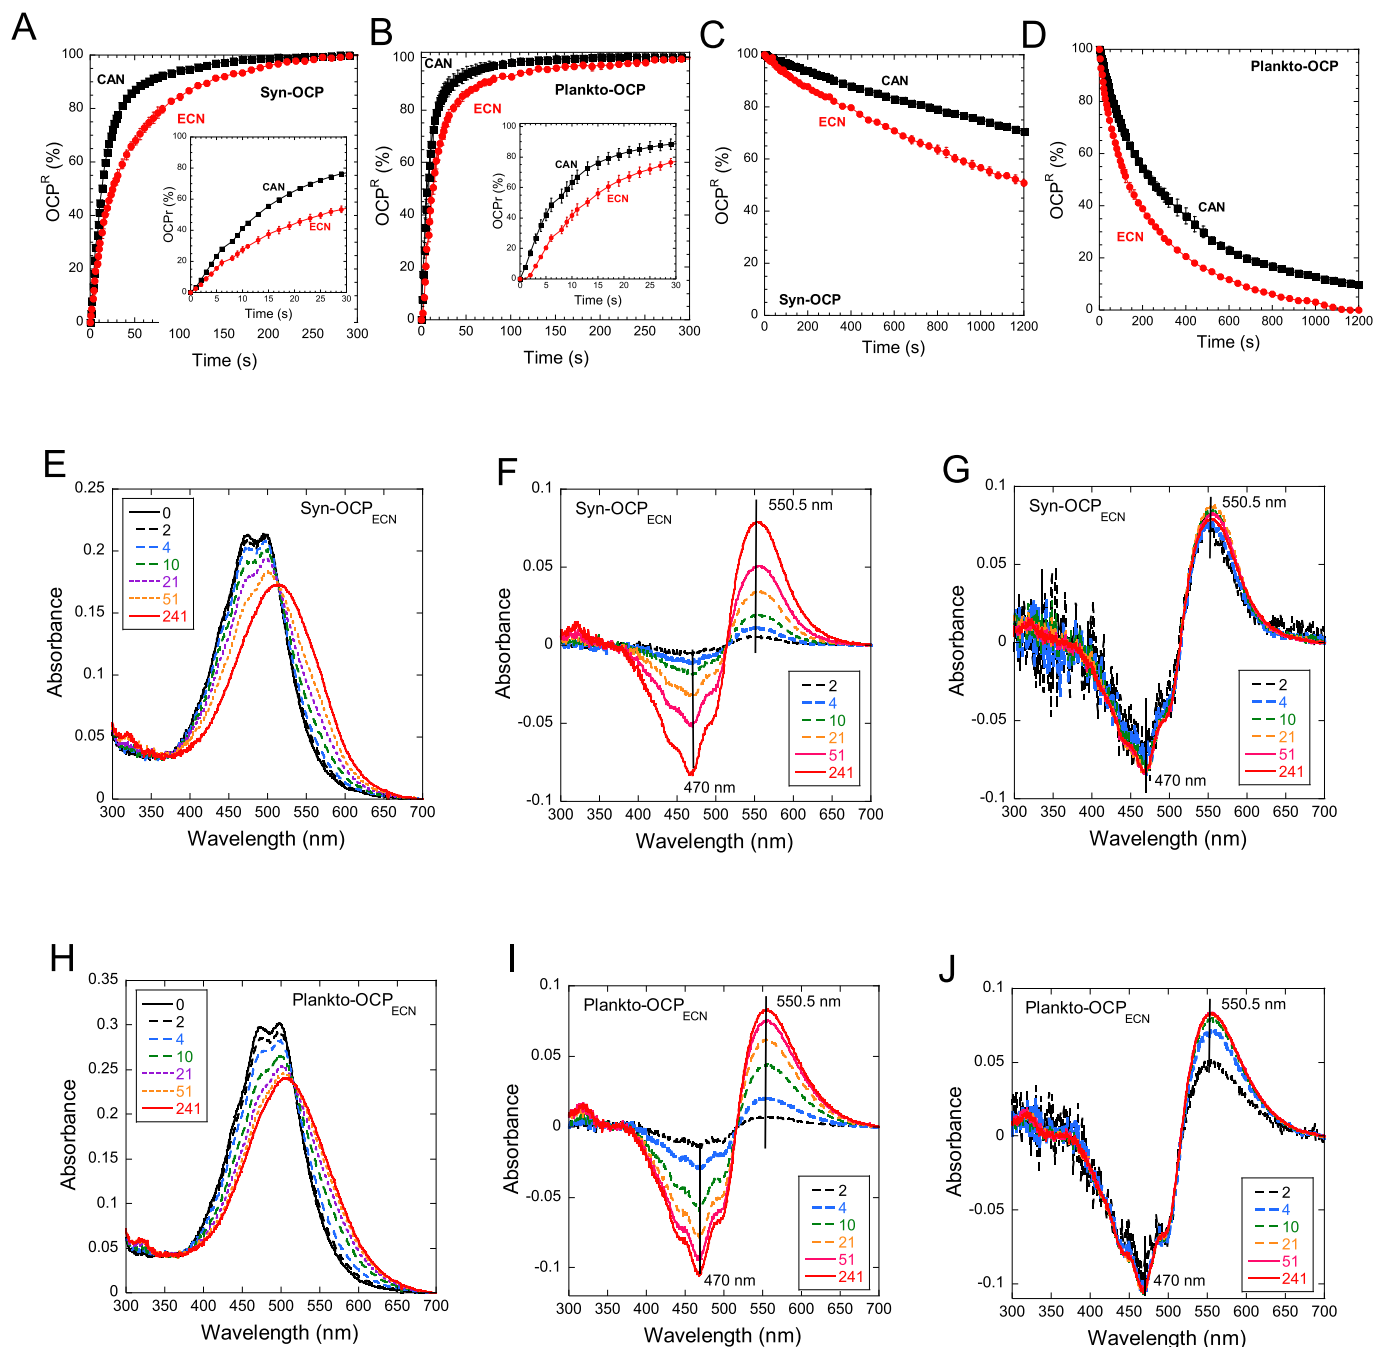 A
100
80
60
40
20
0
OCP^R (%)
CAN
ECN
Syn-OCP
0 50 100 150 200 250 300
Time (s)
100
80
60
40
20
0
OCPr (%)
CAN
ECN
0 5 10 15 20 25 30
Time (s)
B
100
80
60
40
20
0
OCP^R (%)
CAN
ECN
Plankto-OCP
0 50 100 150 200 250 300
Time (s)
100
80
60
40
20
0
OCPr (%)
CAN
ECN
0 5 10 15 20 25 30
Time (s)
C
100
80
60
40
20
0
OCP^R (%)
CAN
ECN
Syn-OCP
0 200 400 600 800 1000 1200
Time (s)
D
100
80
60
40
20
0
OCP^R (%)
Plankto-OCP
CAN
ECN
0 200 400 600 800 1000 1200
Time (s)
E
0.25
0.2
0.15
0.1
0.05
0
Absorbance
0
2
4
10
21
51
241
Syn-OCP_ECN
300 350 400 450 500 550 600 650 700
Wavelength (nm)
F
0.1
0.05
0
-0.05
-0.1
Absorbance
Syn-OCP_ECN
550.5 nm
470 nm
2
4
10
21
51
241
300 350 400 450 500 550 600 650 700
Wavelength (nm)
G
0.1
0.05
0
-0.05
-0.1
Absorbance
Syn-OCP_ECN
550.5 nm
470 nm
2
4
10
21
51
241
300 350 400 450 500 550 600 650 700
Wavelength (nm)
H
0.35
0.3
0.25
0.2
0.15
0.1
0.05
0
Absorbance
0
2
4
10
21
51
241
Plankto-OCP_ECN
300 350 400 450 500 550 600 650 700
Wavelength (nm)
I
0.1
0.05
0
-0.05
-0.1
Absorbance
Plankto-OCP_ECN
550.5 nm
470 nm
2
4
10
21
51
241
300 350 400 450 500 550 600 650 700
Wavelength (nm)
J
0.1
0.05
0
-0.05
-0.1
Absorbance
Plankto-OCP_ECN
550.5 nm
470 nm
2
4
10
21
51
241
300 350 400 450 500 550 600 650 700
Wavelength (nm)